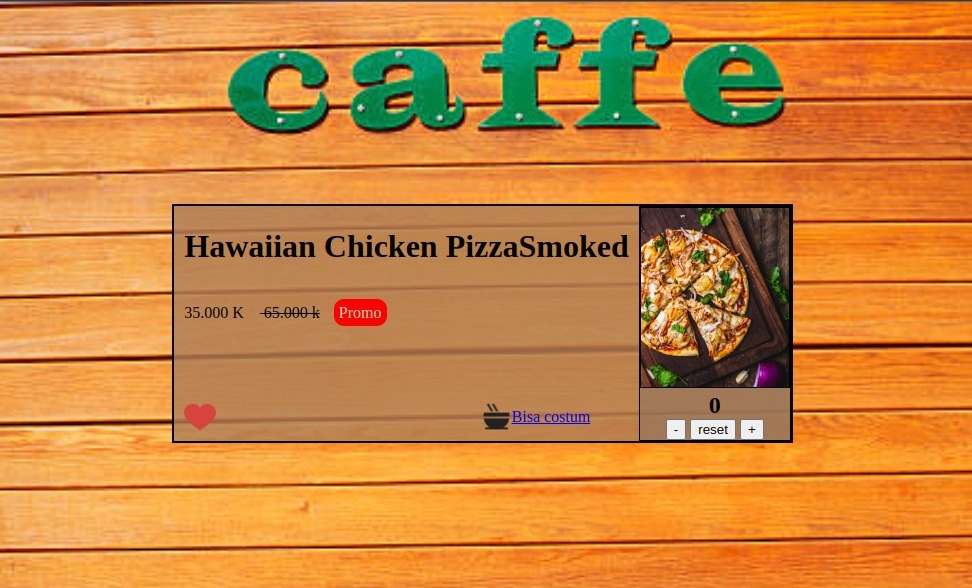 caffe
Hawaiian Chicken PizzaSmoked
35.000 K 65.000 k Promo
Bisa costum
0
- reset +